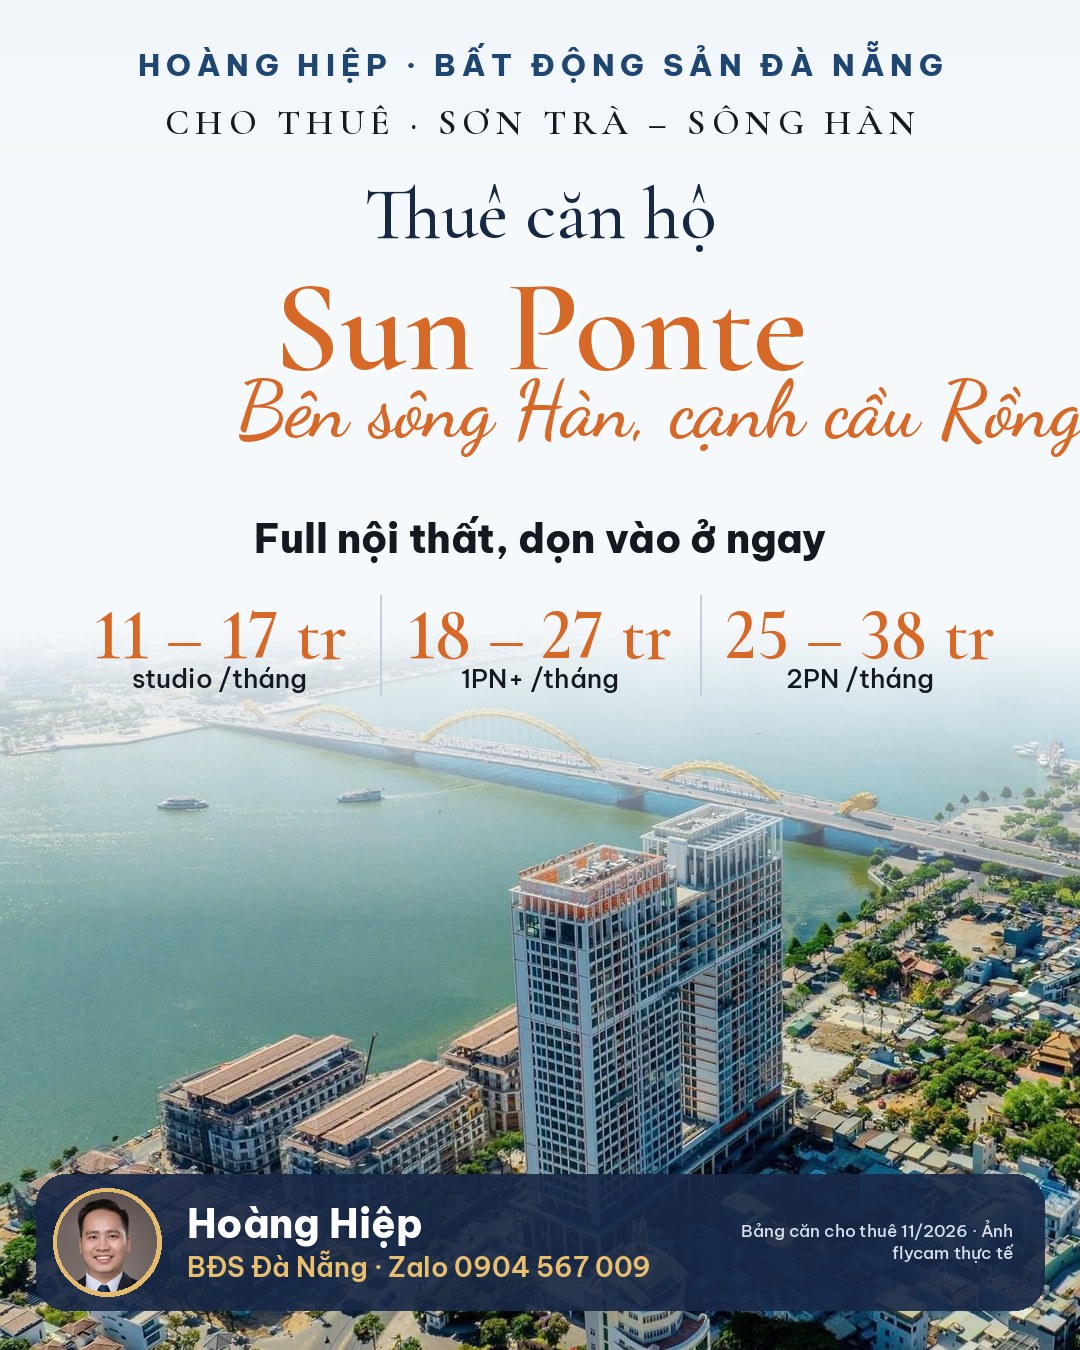 HOÀNG HIỆP · BẤT ĐỘNG SẢN ĐÀ NẴNG
CHO THUÊ · SƠN TRÀ – SÔNG HÀN
Thuê căn hộ
Sun Ponte
Bên sông Hàn, cạnh cầu Rồng
Full nội thất, dọn vào ở ngay
11 – 17 tr
studio /tháng
18 – 27 tr
1PN+ /tháng
25 – 38 tr
2PN /tháng
Hoàng Hiệp
BĐS Đà Nẵng · Zalo 0904 567 009
Bảng căn cho thuê 11/2026 · Ảnh
flycam thực tế